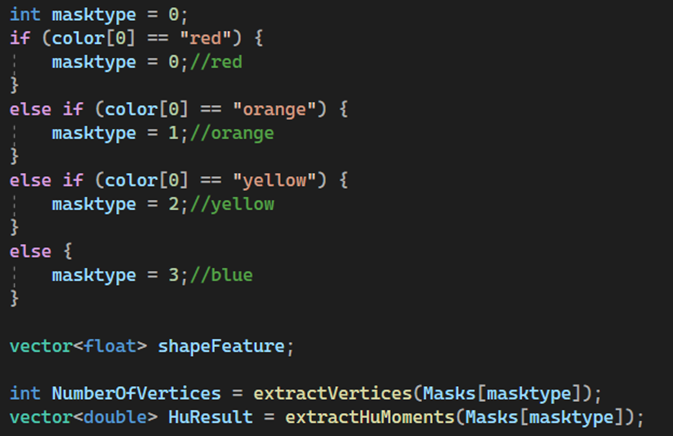 int masktype = 0;
if (color[0] == "red") {
    masktype = 0;//red
}
else if (color[0] == "orange") {
    masktype = 1;//orange
}
else if (color[0] == "yellow") {
    masktype = 2;//yellow
}
else {
    masktype = 3;//blue
}

vector<float> shapeFeature;

int NumberOfVertices = extractVertices(Masks[masktype]);
vector<double> HuResult = extractHuMoments(Masks[masktype]);